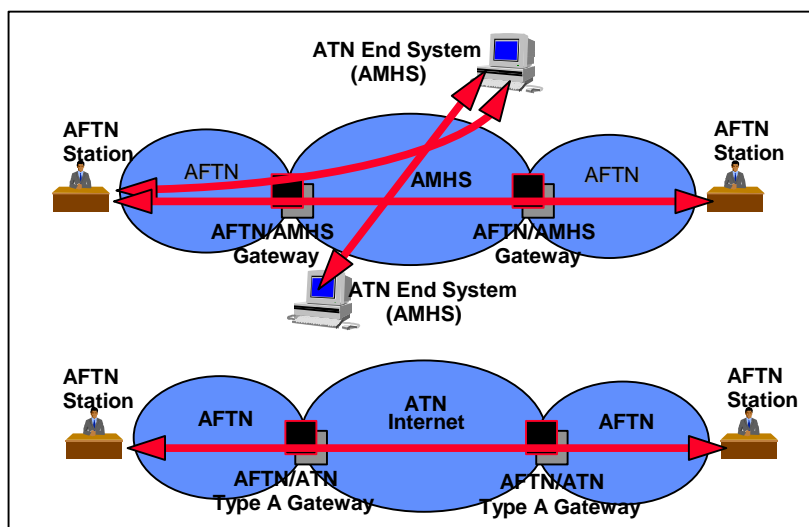 ATN End System
(AMHS)
AFTN
Station
AFTN
AMHS
AFTN
AFTN
Station
AFTN/AMHS
Gateway
AFTN/AMHS
Gateway
ATN End System
(AMHS)
AFTN
Station
AFTN
ATN
Internet
AFTN
AFTN
Station
AFTN/ATN
Type A Gateway
AFTN/ATN
Type A Gateway